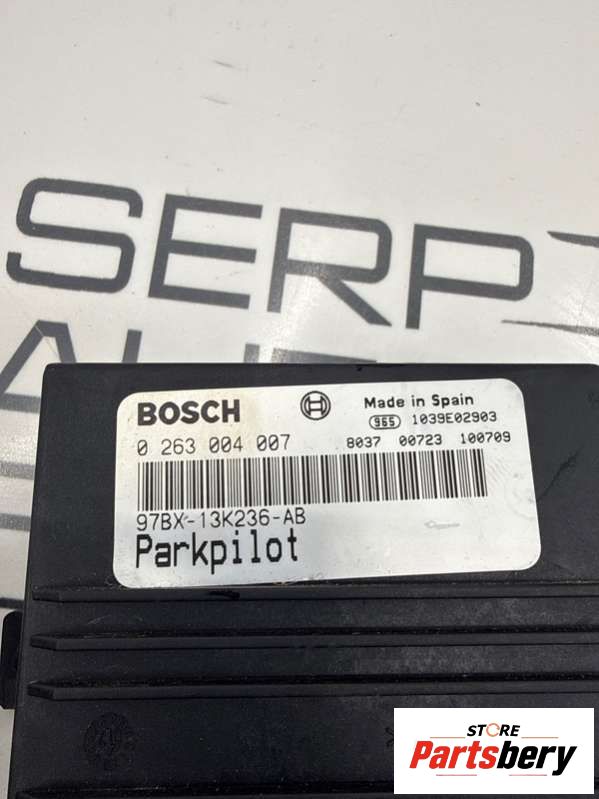 SERP
BOSCH
Made in Spain
965 1039E02903
0 263 004 007
8037 00723 100709
97BX-13K236-AB
Parkpilot
STORE
Partsbery